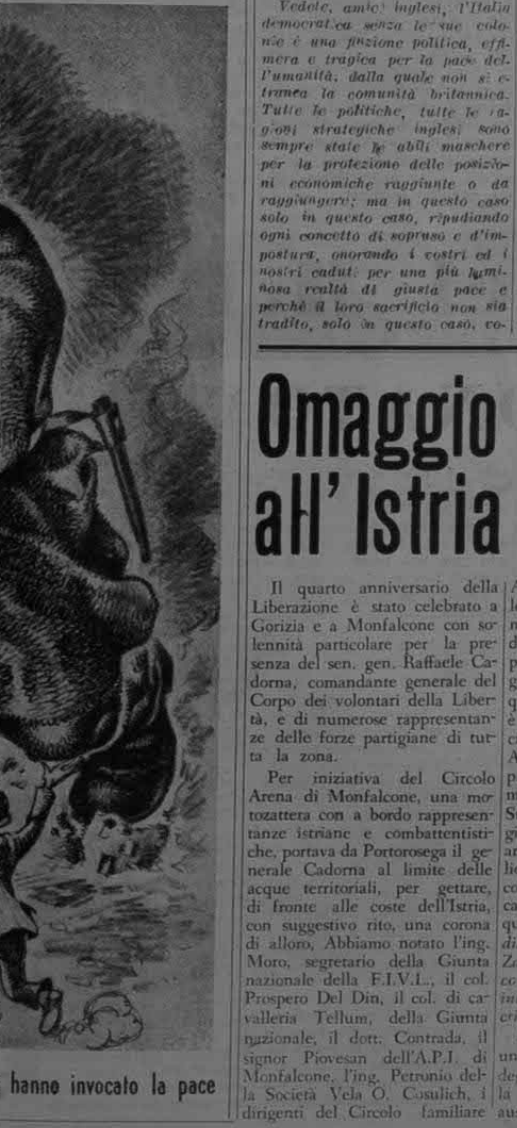 Vedete, amici inglesi, l'Italia
democratica senza le sue colo-
nie è una finzione politica, effi-
mera e tragica per la pace del-
l'umanità, dalla quale non si e-
stranea la comunità britannica.
Tutte le politiche, tutte le ra-
gioni strategiche inglesi sono
sempre state le abili maschere
per la protezione delle posizio-
ni economiche raggiunte o da
raggiungere; ma in questo caso
solo in questo caso, ripudiando
ogni concetto di sopruso e d'im-
postura, onorando i vostri ed i
nostri caduti per una più lumi-
nosa realtà di giusta pace e
perchè il loro sacrificio non sia
tradito, solo in questo caso, vo-
Omaggio
all'Istria
Il quarto anniversario della
Liberazione è stato celebrato a
Gorizia e a Monfalcone con so-
lennità particolare per la pre-
senza del sen. gen. Raffaele Ca-
dorna, comandante generale del
Corpo dei volontari della Liber-
tà, e di numerose rappresentan-
ze delle forze partigiane di tut-
ta la zona.
Per iniziativa del Circolo
Arena di Monfalcone, una mo-
tozattera con a bordo rappresen-
tanze istriane e combattentisti-
che, portava da Portorosega il ge-
nerale Cadorna al limite delle
acque territoriali, per gettare,
di fronte alle coste dell'Istria,
con suggestivo rito, una corona
di alloro, Abbiamo notato l'ing.
Moro, segretario della Giunta
nazionale della F.I.V.L., il col.
Prospero Del Din, il col. di ca-
valleria Tellum, della Giunta
nazionale, il dott. Contrada, il
signor Piovesan dell'A.P.I. di
Monfalcone, l'ing. Petronio del-
la Società Vela O. Cosulich, i
dirigenti del Circolo familiare
hanno invocato la pace